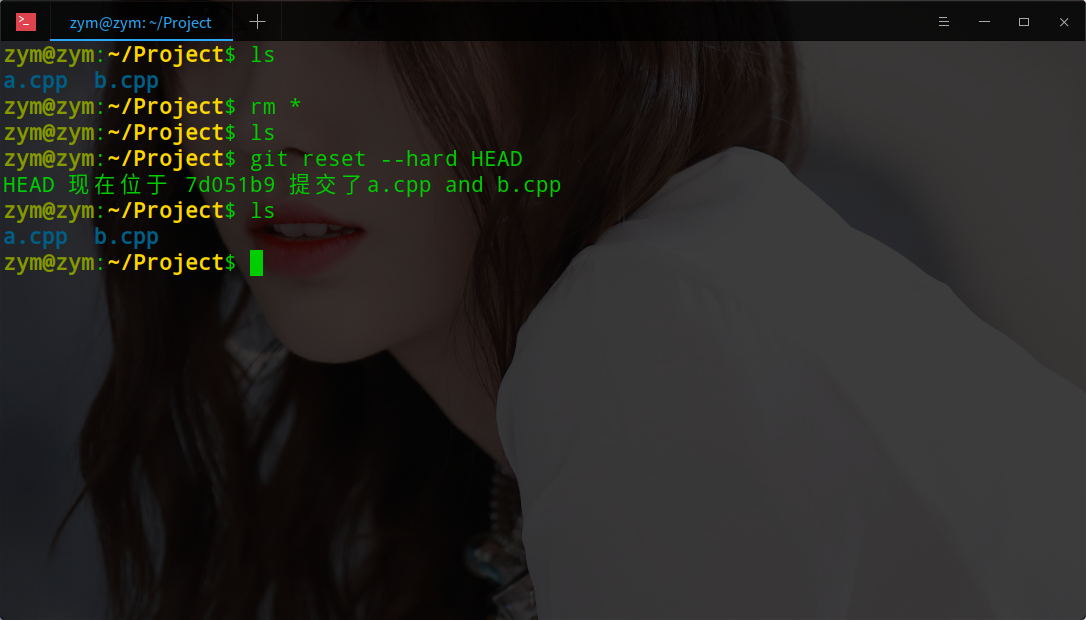 zym@zym: ~/Project
zym@zym:~/Project$ ls
a.cpp  b.cpp
zym@zym:~/Project$ rm *
zym@zym:~/Project$ ls
zym@zym:~/Project$ git reset --hard HEAD
HEAD 现在位于 7d051b9 提交了a.cpp and b.cpp
zym@zym:~/Project$ ls
a.cpp  b.cpp
zym@zym:~/Project$